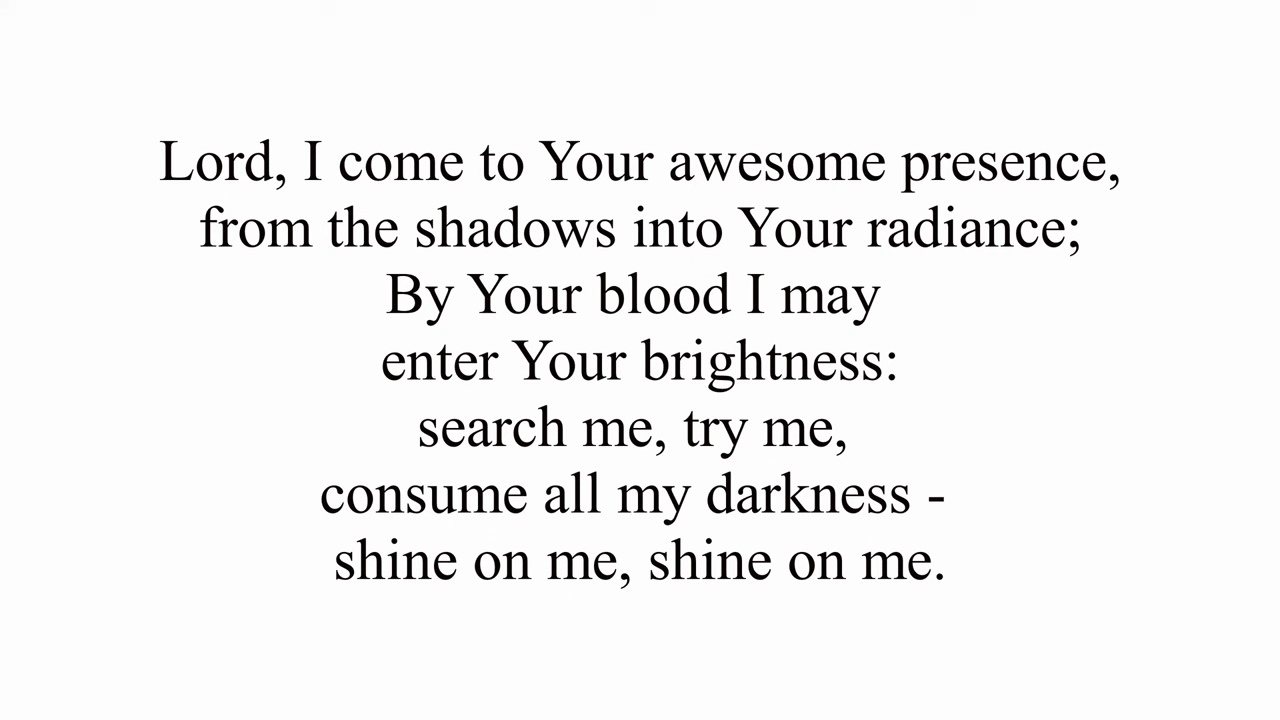 Lord, I come to Your awesome presence,
from the shadows into Your radiance;
By Your blood I may
enter Your brightness:
search me, try me,
consume all my darkness -
shine on me, shine on me.